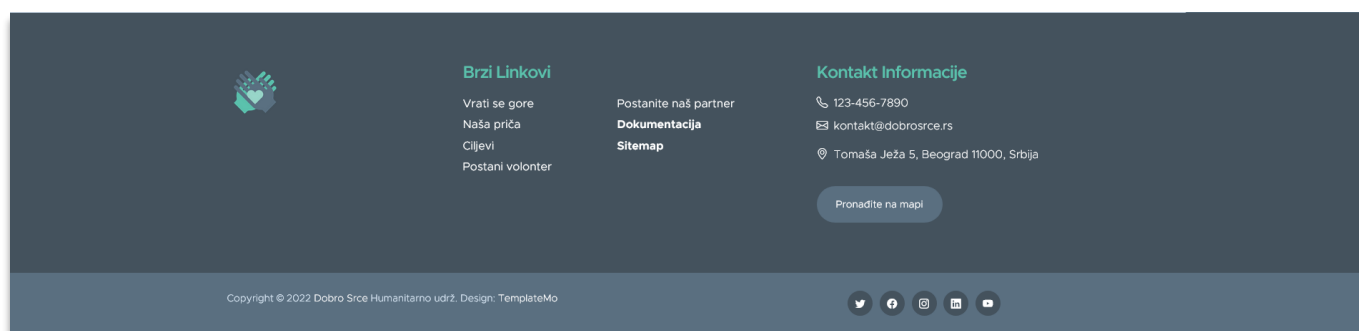 Brzi Linkovi
Vrati se gore
Naša priča
Ciljevi
Postani volonter
Postanite naš partner
Dokumentacija
Sitemap
Kontakt Informacije
123-456-7890
kontakt@dobrosrce.rs
Tomaša Ježa 5, Beograd 11000, Srbija
Pronađite na mapi
Copyright © 2022 Dobro Srce Humanitarno udrž. Design: TemplateMo